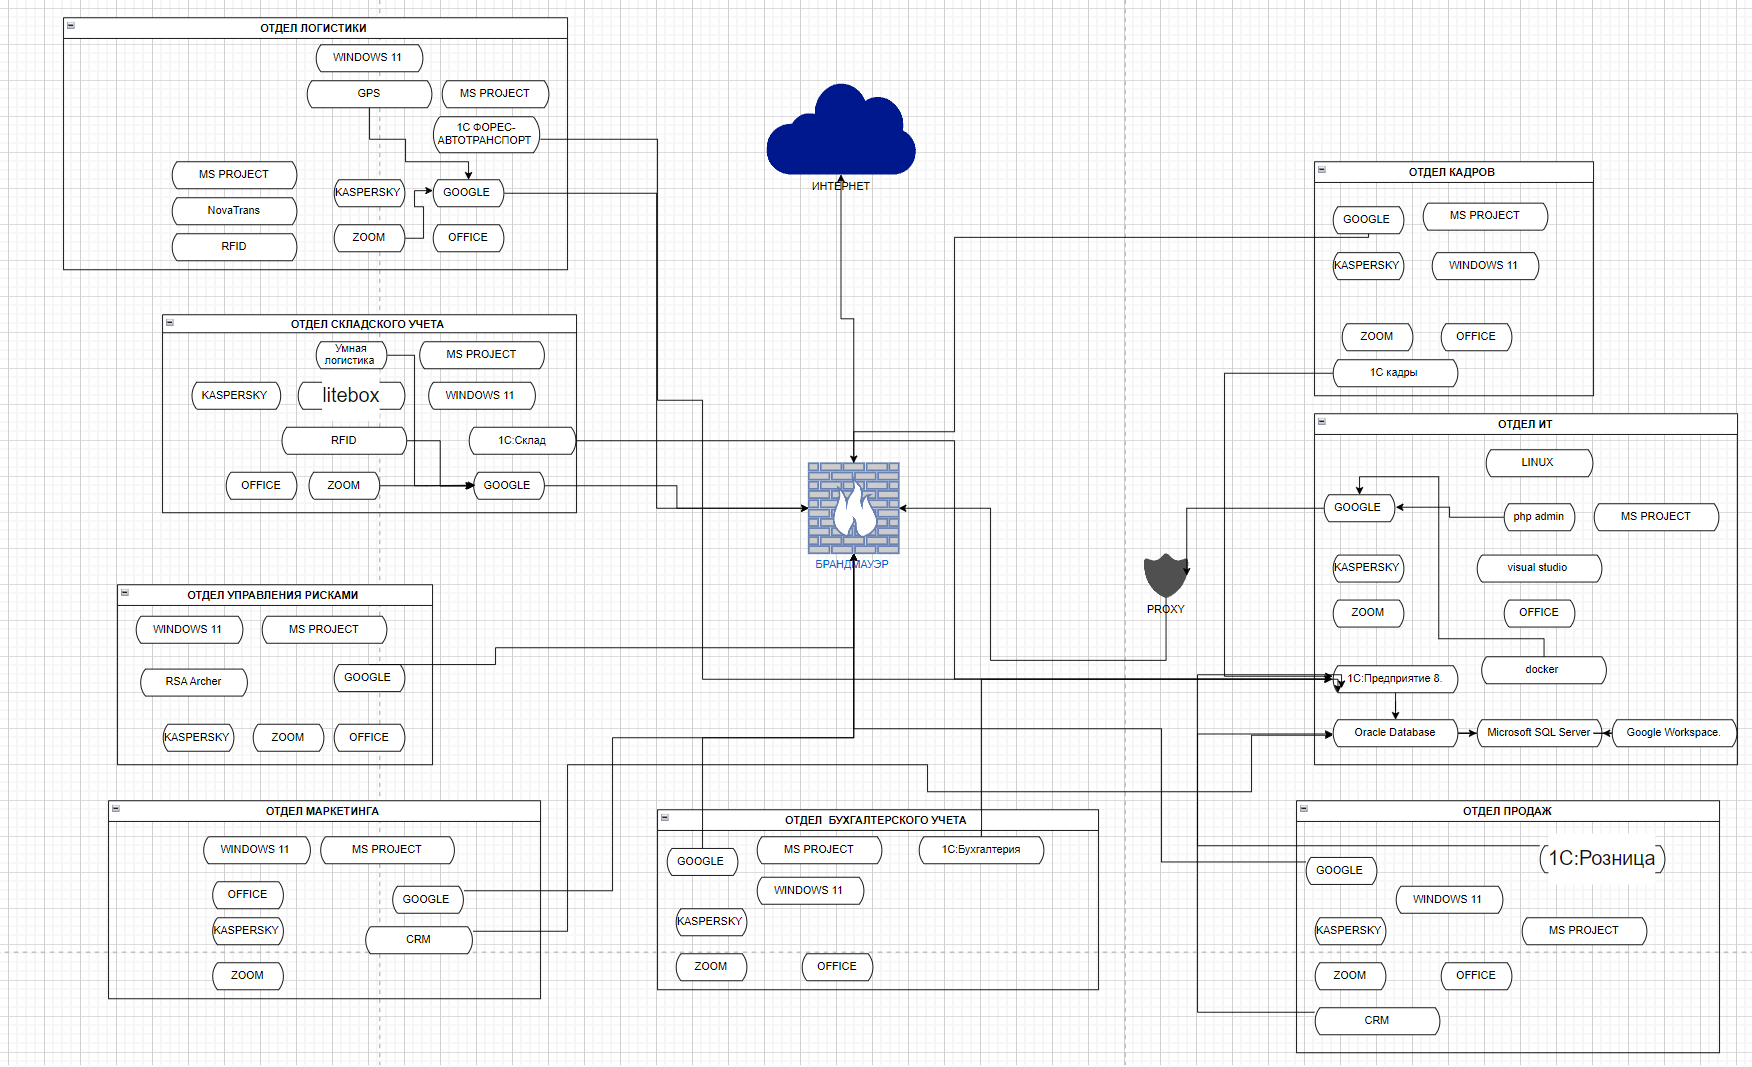 ОТДЕЛ ЛОГИСТИКИ
WINDOWS 11
GPS
MS PROJECT
1С ФОРЕС-
АВТОТРАНСПОРТ
MS PROJECT
KASPERSKY
GOOGLE
NovaTrans
ZOOM
OFFICE
RFID
ИНТЕРНЕТ
ОТДЕЛ КАДРОВ
GOOGLE
MS PROJECT
KASPERSKY
WINDOWS 11
ZOOM
OFFICE
1С кадры
ОТДЕЛ СКЛАДСКОГО УЧЕТА
Умная
логистика
MS PROJECT
KASPERSKY
litebox
WINDOWS 11
RFID
1С:Склад
OFFICE
ZOOM
GOOGLE
БРАНДМАУЭР
PROXY
ОТДЕЛ ИТ
LINUX
GOOGLE
php admin
MS PROJECT
KASPERSKY
visual studio
ZOOM
OFFICE
docker
1С:Предприятие 8.
Oracle Database
Microsoft SQL Server
Google Workspace.
ОТДЕЛ УПРАВЛЕНИЯ РИСКАМИ
WINDOWS 11
MS PROJECT
RSA Archer
GOOGLE
KASPERSKY
ZOOM
OFFICE
ОТДЕЛ МАРКЕТИНГА
WINDOWS 11
MS PROJECT
OFFICE
GOOGLE
KASPERSKY
CRM
ZOOM
ОТДЕЛ  БУХГАЛТЕРСКОГО УЧЕТА
GOOGLE
MS PROJECT
1С:Бухгалтерия
WINDOWS 11
KASPERSKY
ZOOM
OFFICE
ОТДЕЛ ПРОДАЖ
1С:Розница
GOOGLE
WINDOWS 11
KASPERSKY
MS PROJECT
ZOOM
OFFICE
CRM